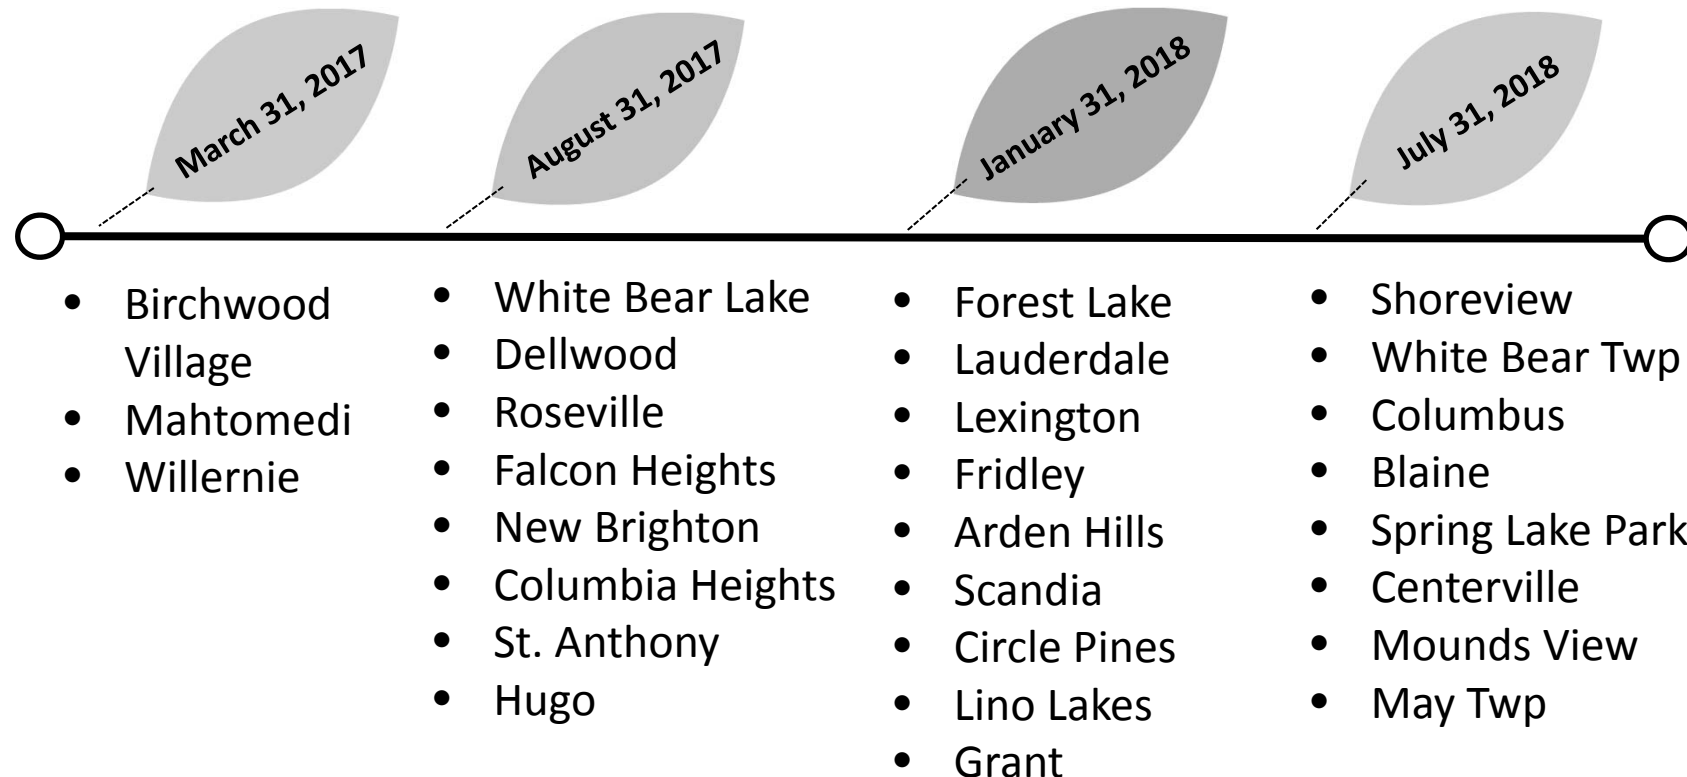 March 31, 2017
August 31, 2017
January 31, 2018
July 31, 2018
• Birchwood
Village
• Mahtomedi
• Willernie
• White Bear Lake
• Dellwood
• Roseville
• Falcon Heights
• New Brighton
• Columbia Heights
• St. Anthony
• Hugo
• Forest Lake
• Lauderdale
• Lexington
• Fridley
• Arden Hills
• Scandia
• Circle Pines
• Lino Lakes
• Grant
• Shoreview
• White Bear Twp
• Columbus
• Blaine
• Spring Lake Park
• Centerville
• Mounds View
• May Twp